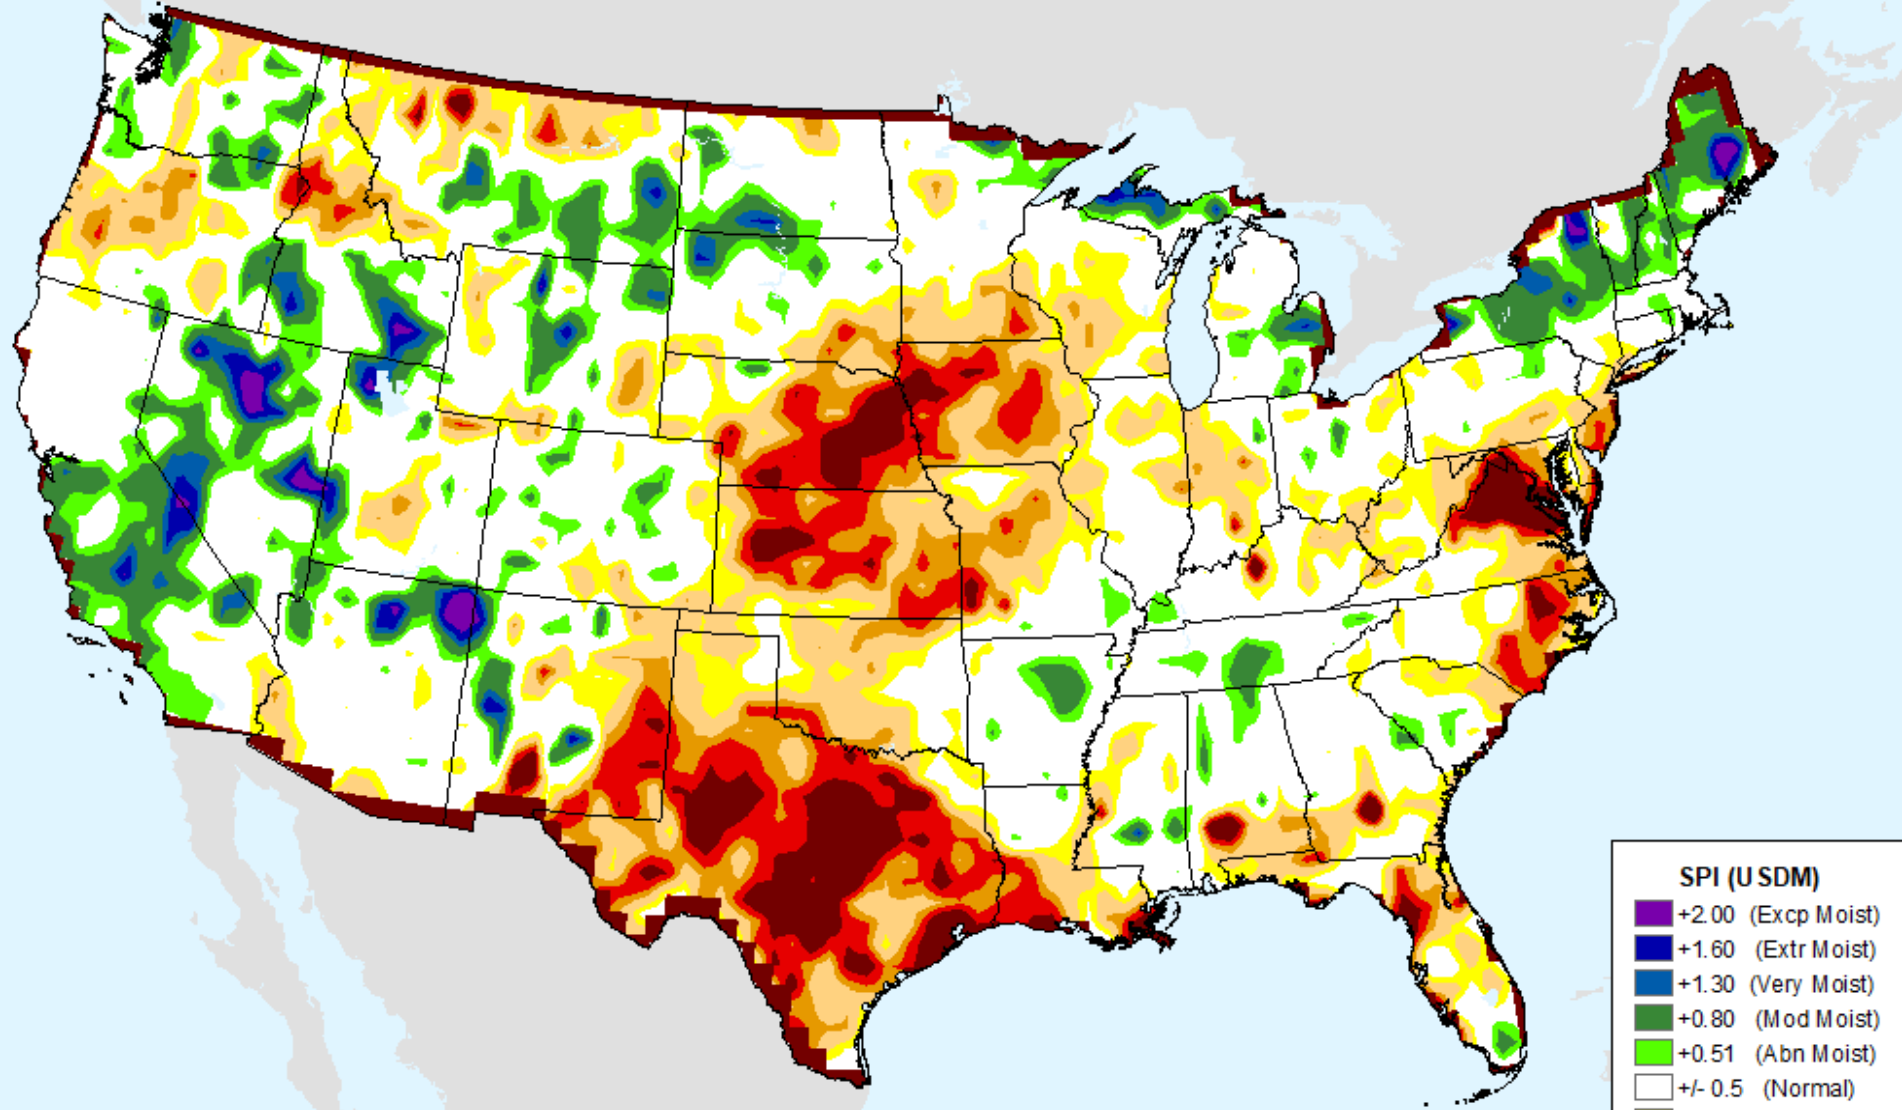 SPI (USDM)
+2.00 (Excp Moist)
+1.60 (Extr Moist)
+1.30 (Very Moist)
+0.80 (Mod Moist)
+0.51 (Abn Moist)
+/- 0.5 (Normal)